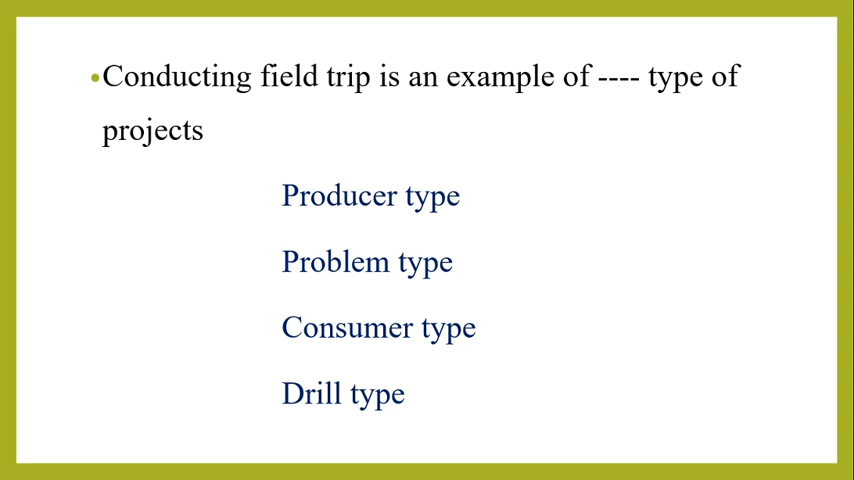 •Conducting field trip is an example of ---- type of
projects
Producer type
Problem type
Consumer type
Drill type